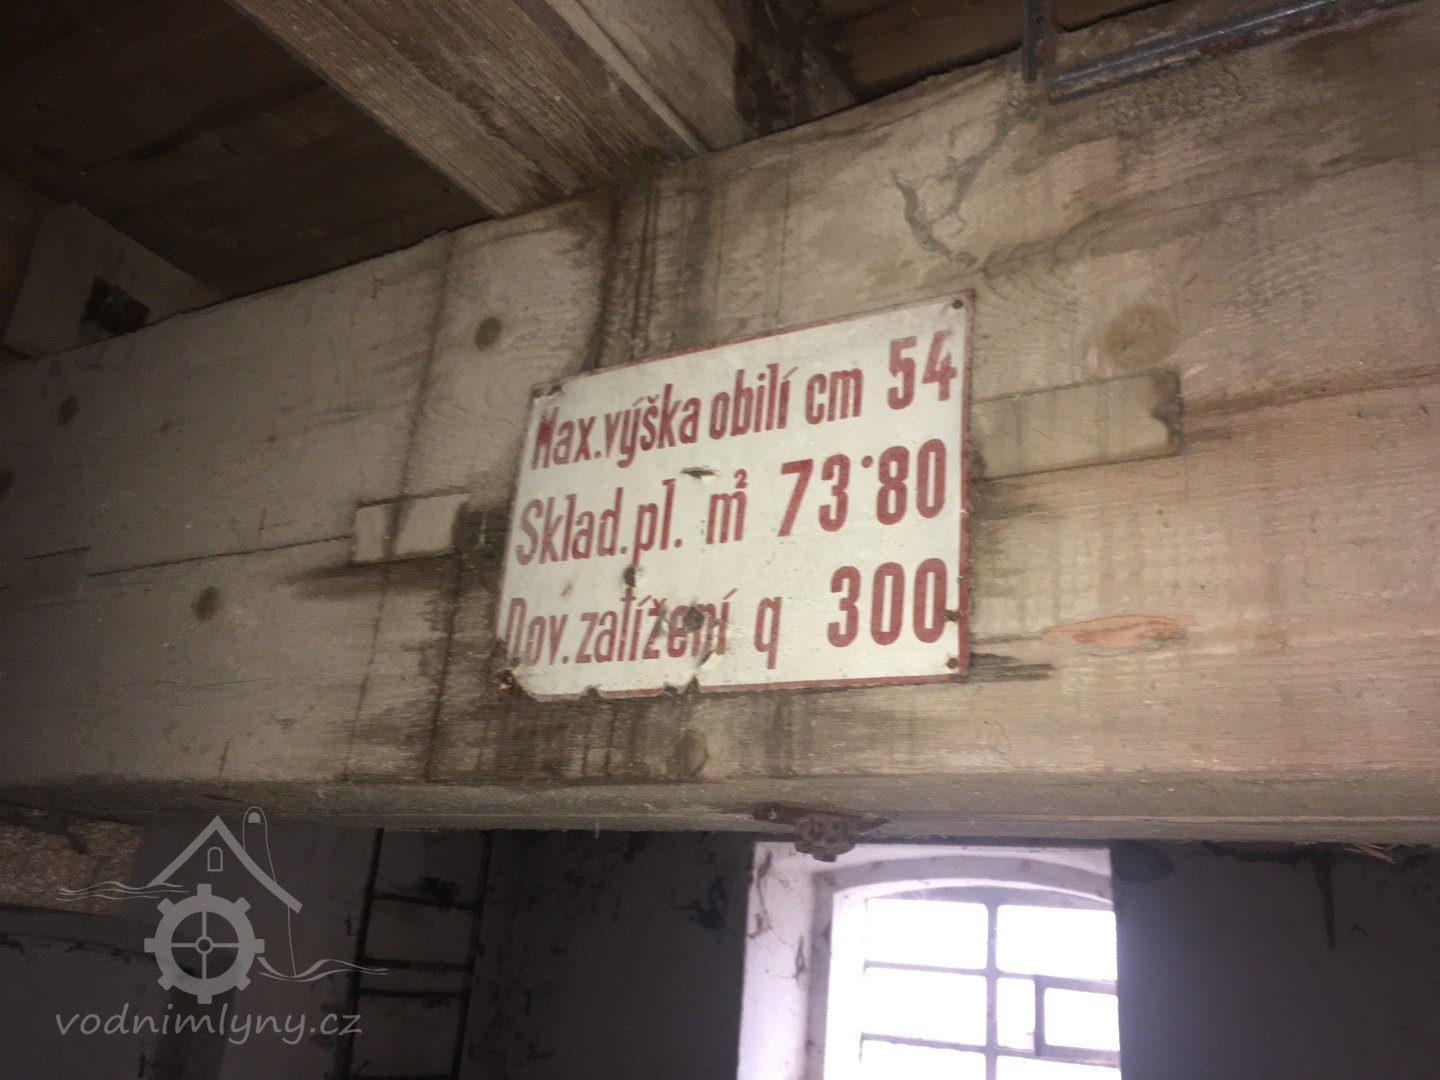 Max. výška obilí cm 54
Sklad. pl. m² 73·80
Dov. zatížení q 300
vodnimlyny.cz